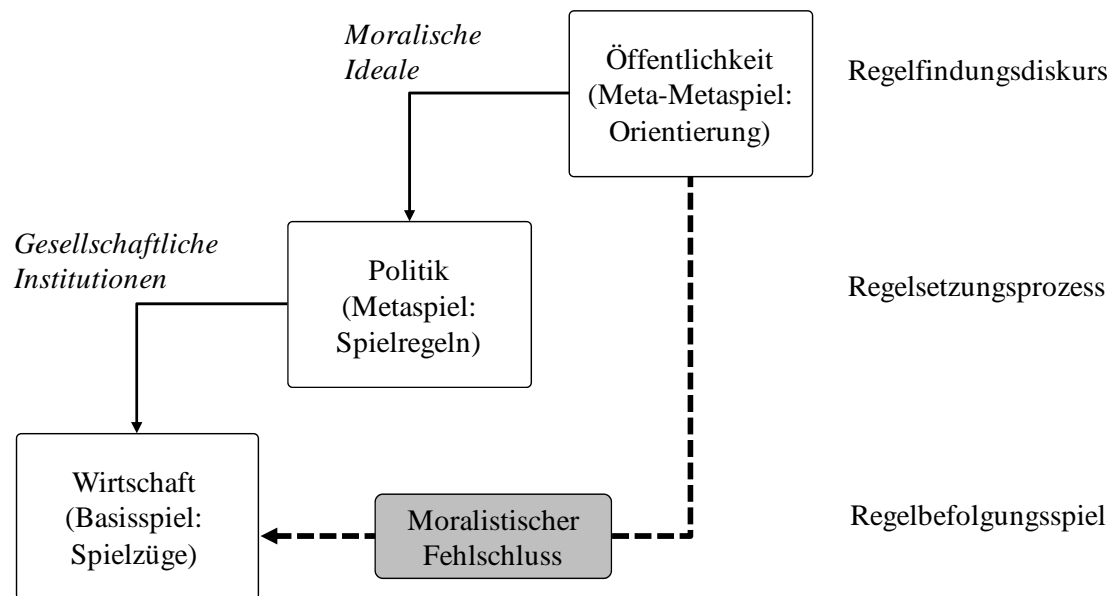 Moralische
Ideale
Öffentlichkeit
(Meta-Metaspiel:
Orientierung)
Regelfindungsdiskurs
Gesellschaftliche
Institutionen
Politik
(Metaspiel:
Spielregeln)
Regelsetzungsprozess
Wirtschaft
(Basisspiel:
Spielzüge)
Moralistischer
Fehlschluss
Regelbefolgungsspiel